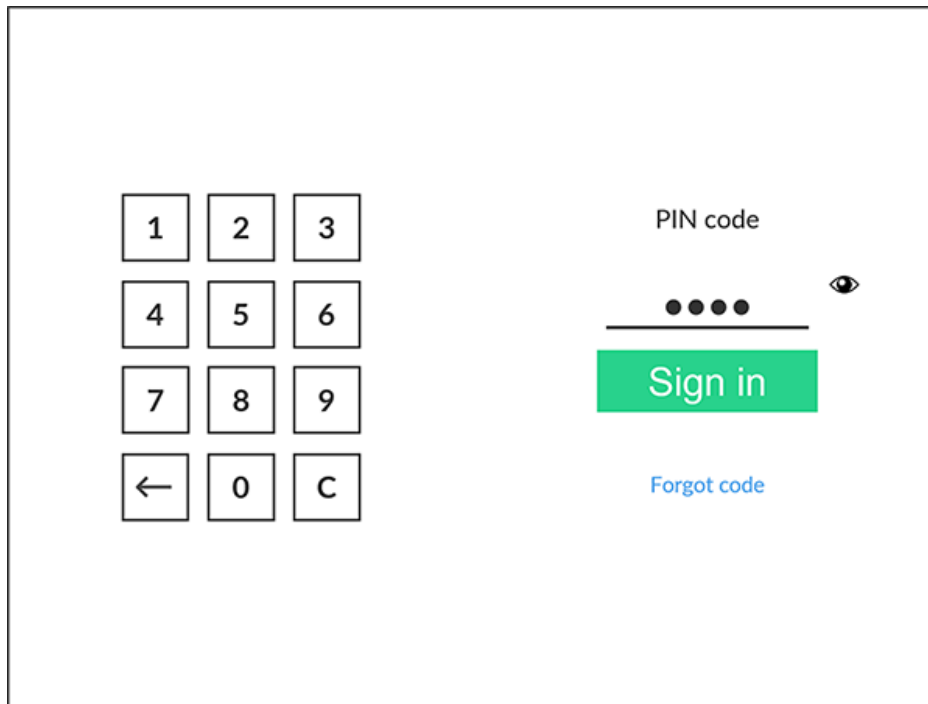 1 2 3
4 5 6
7 8 9
← 0 C
PIN code
••••
Sign in
Forgot code